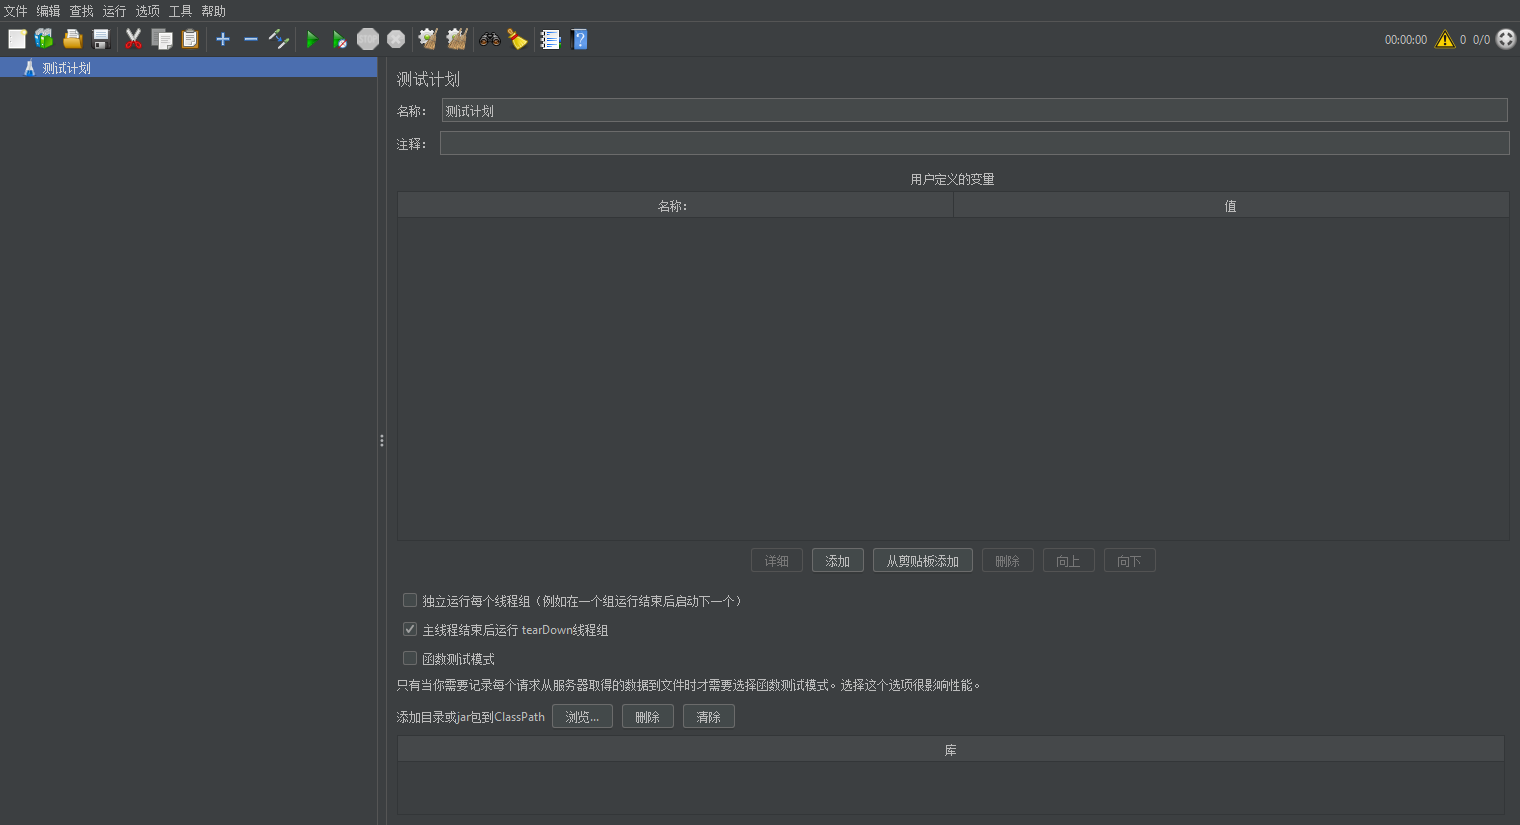 文件 编辑 查找 运行 选项 工具 帮助
00:00:00 0 0/0
测试计划
测试计划
名称： 测试计划
注释：
用户定义的变量
名称： 值
详细 添加 从剪贴板添加 删除 向上 向下
独立运行每个线程组（例如在一个组运行结束后启动下一个）
主线程结束后运行 tearDown线程组
函数测试模式
只有当你需要记录每个请求从服务器取得的数据到文件时才需要选择函数测试模式。选择这个选项很影响性能。
添加目录或jar包到ClassPath 浏览... 删除 清除
库